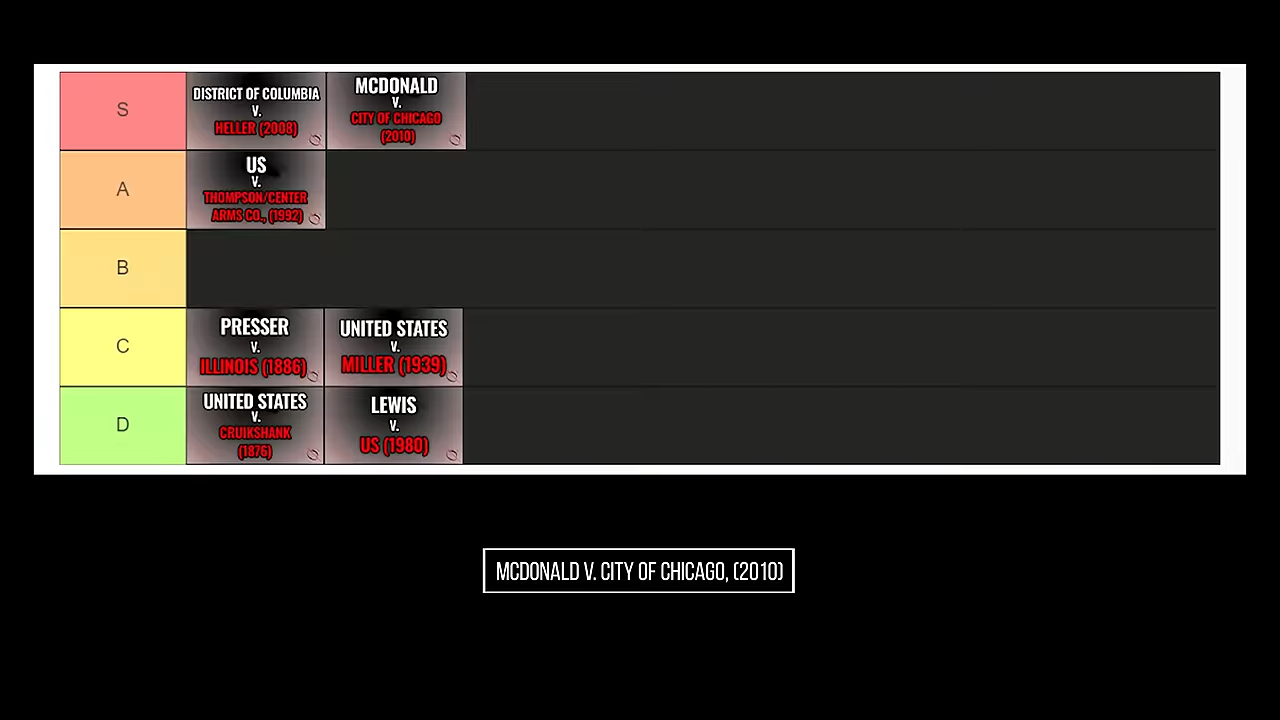 S
DISTRICT OF COLUMBIA
V.
HELLER (2008)
MCDONALD
V.
CITY OF CHICAGO
(2010)
A
US
V.
THOMPSON/CENTER
ARMS CO., (1992)
B
C
PRESSER
V.
ILLINOIS (1886)
UNITED STATES
V.
MILLER (1939)
D
UNITED STATES
V.
CRUIKSHANK
(1876)
LEWIS
V.
US (1980)
MCDONALD V. CITY OF CHICAGO, (2010)